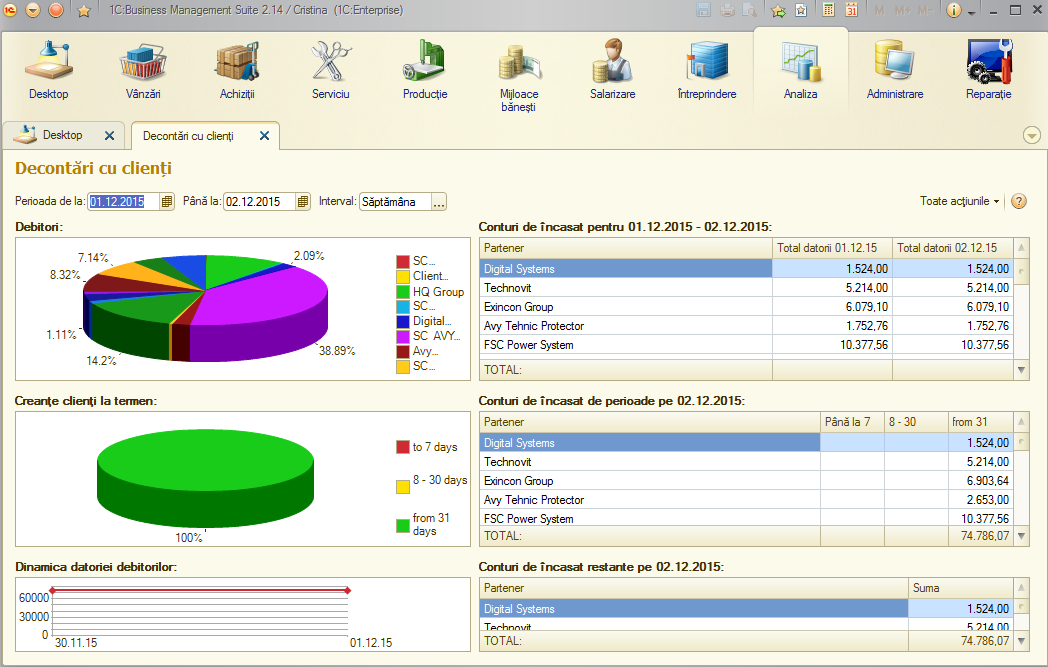 1C:Business Management Suite 2.14 / Cristina (1C:Enterprise)
M M+ M-
Desktop Vânzări Achiziții Serviciu Producție Mijloace bănești Salarizare Întreprindere Analiza Administrare Reparație
Desktop Decontări cu clienți
Decontări cu clienți
Perioada de la: 01.12.2015 Până la: 02.12.2015 Interval: Săptămâna ... Toate acțiunile
Debitori:
7.14% 2.09%
8.32%
1.11%
14.2% 38.89%
SC...
Client...
HQ Group
SC...
Digital...
SC AVY...
Avy...
SC...
Conturi de încasat pentru 01.12.2015 - 02.12.2015:
Partener Total datorii 01.12.15 Total datorii 02.12.15
Digital Systems 1.524,00 1.524,00
Technovit 5.214,00 5.214,00
Exincon Group 6.079,10 6.079,10
Avy Tehnic Protector 1.752,76 1.752,76
FSC Power System 10.377,56 10.377,56
TOTAL:
Creanțe clienți la termen:
100%
to 7 days
8 - 30 days
from 31
days
Conturi de încasat de perioade pe 02.12.2015:
Partener Până la 7 8 - 30 from 31
Digital Systems 1.524,00
Technovit 5.214,00
Exincon Group 6.903,64
Avy Tehnic Protector 2.653,00
FSC Power System 10.377,56
TOTAL: 74.786,07
Dinamica datoriei debitorilor:
60000
30000
0
30.11.15 01.12.15
Conturi de încasat restante pe 02.12.2015:
Partener Suma
Digital Systems 1.524,00
Technovit 5.214,00
TOTAL: 74.786,07